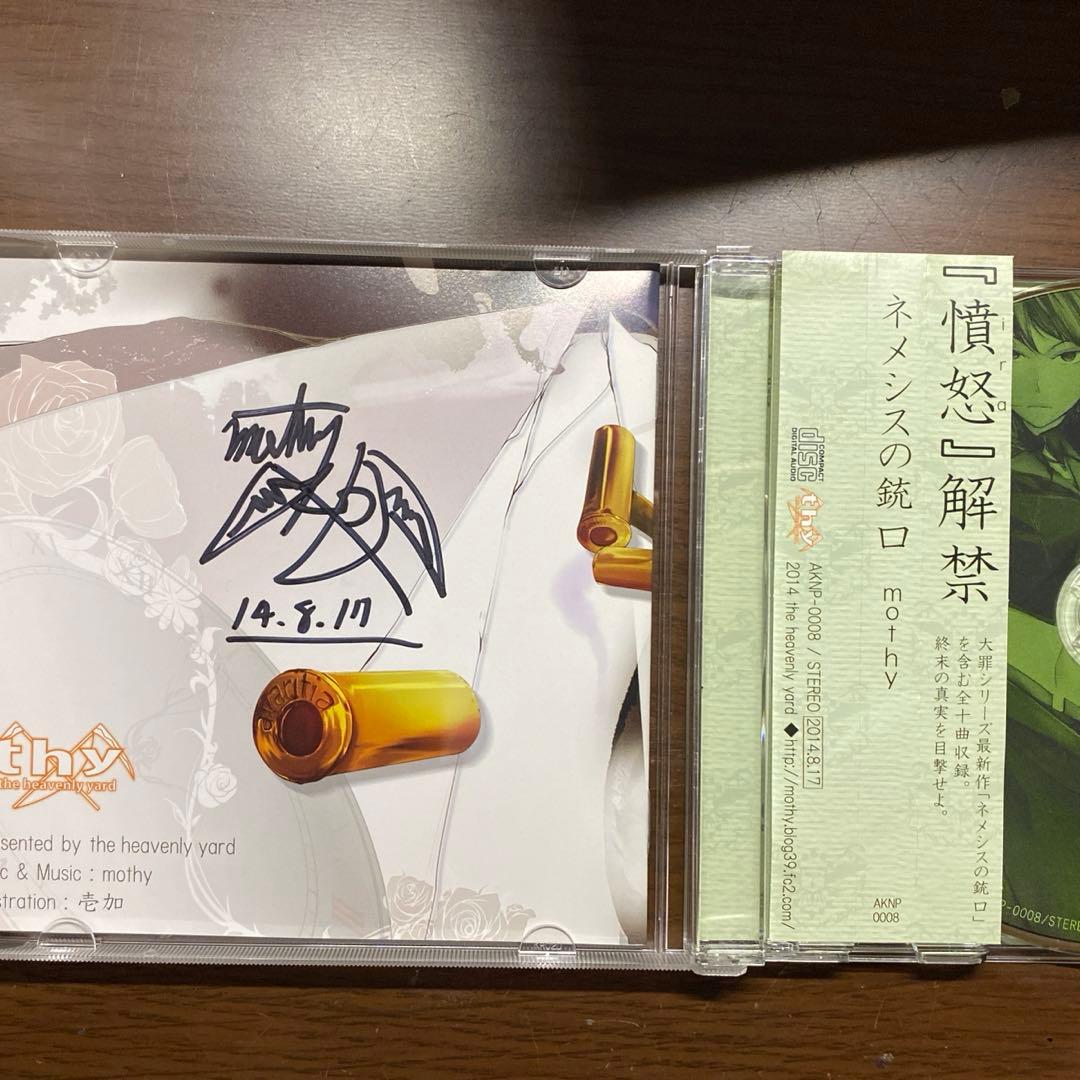 mothy
14.8.17
avaritia
thy
the heavenly yard
sented by the heavenly yard
c & Music : mothy
stration : 壱加
『憤怒』解禁
ira
ネメシスの銃口 mothy
大罪シリーズ最新作「ネメシスの銃口」
を含む全十曲収録。
終末の真実を目撃せよ。
COMPACT
disc
DIGITAL AUDIO
thy
AKNP-0008 / STEREO 2014.8.17
2014 the heavenly yard ◆http://mothy.blog39.fc2.com/
AKNP
0008
P-0008/STERE